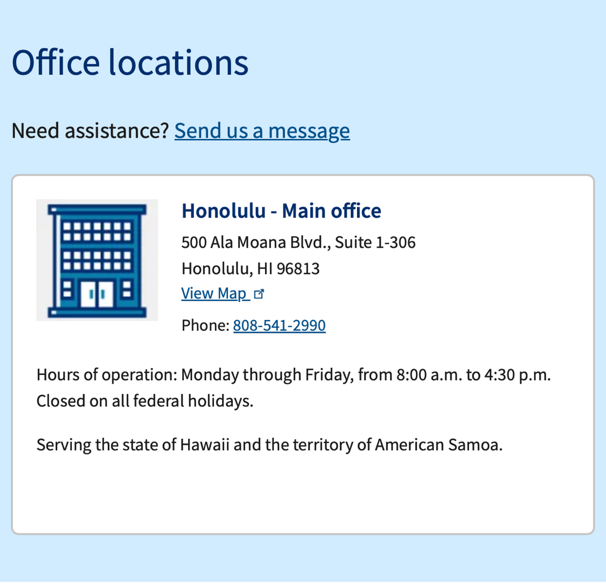 Office locations
Need assistance? Send us a message
Honolulu - Main office
500 Ala Moana Blvd., Suite 1-306
Honolulu, HI 96813
View Map
Phone: 808-541-2990
Hours of operation: Monday through Friday, from 8:00 a.m. to 4:30 p.m.
Closed on all federal holidays.
Serving the state of Hawaii and the territory of American Samoa.